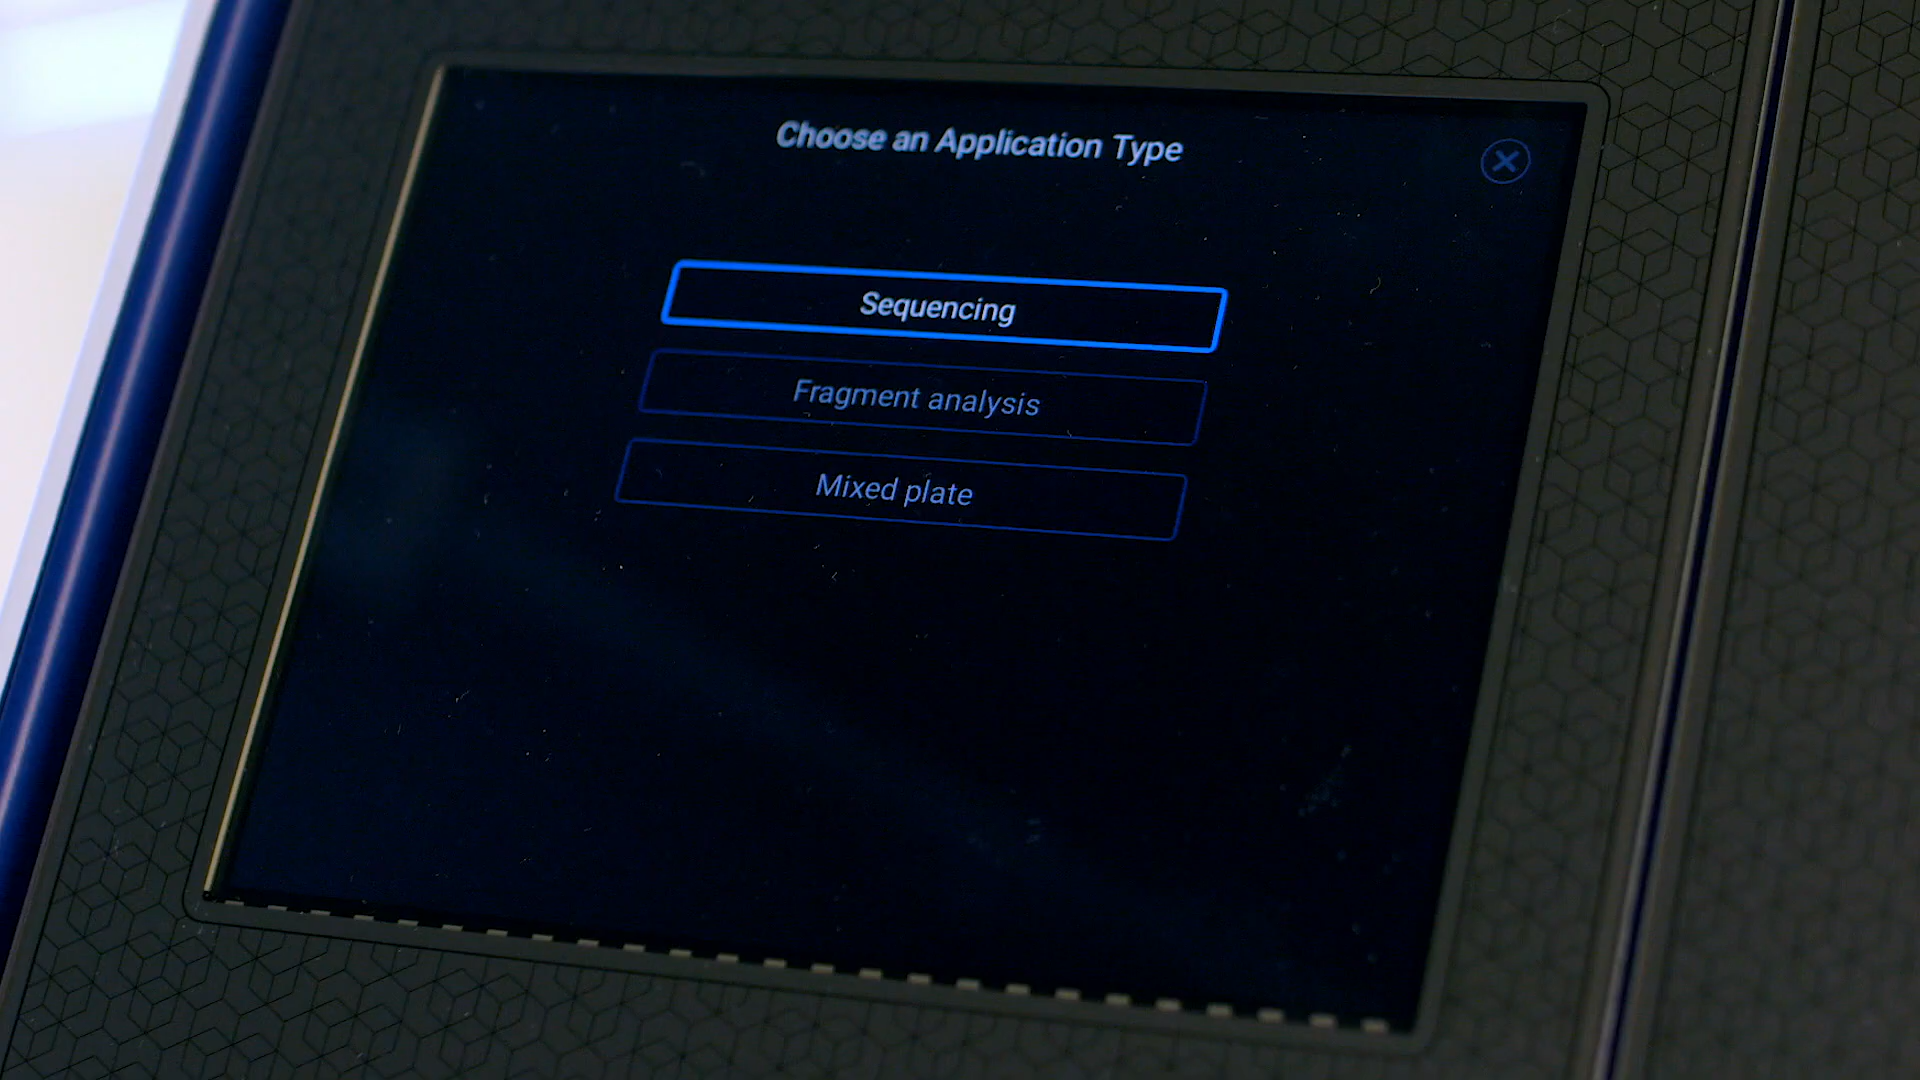 Choose an Application Type
Sequencing
Fragment analysis
Mixed plate